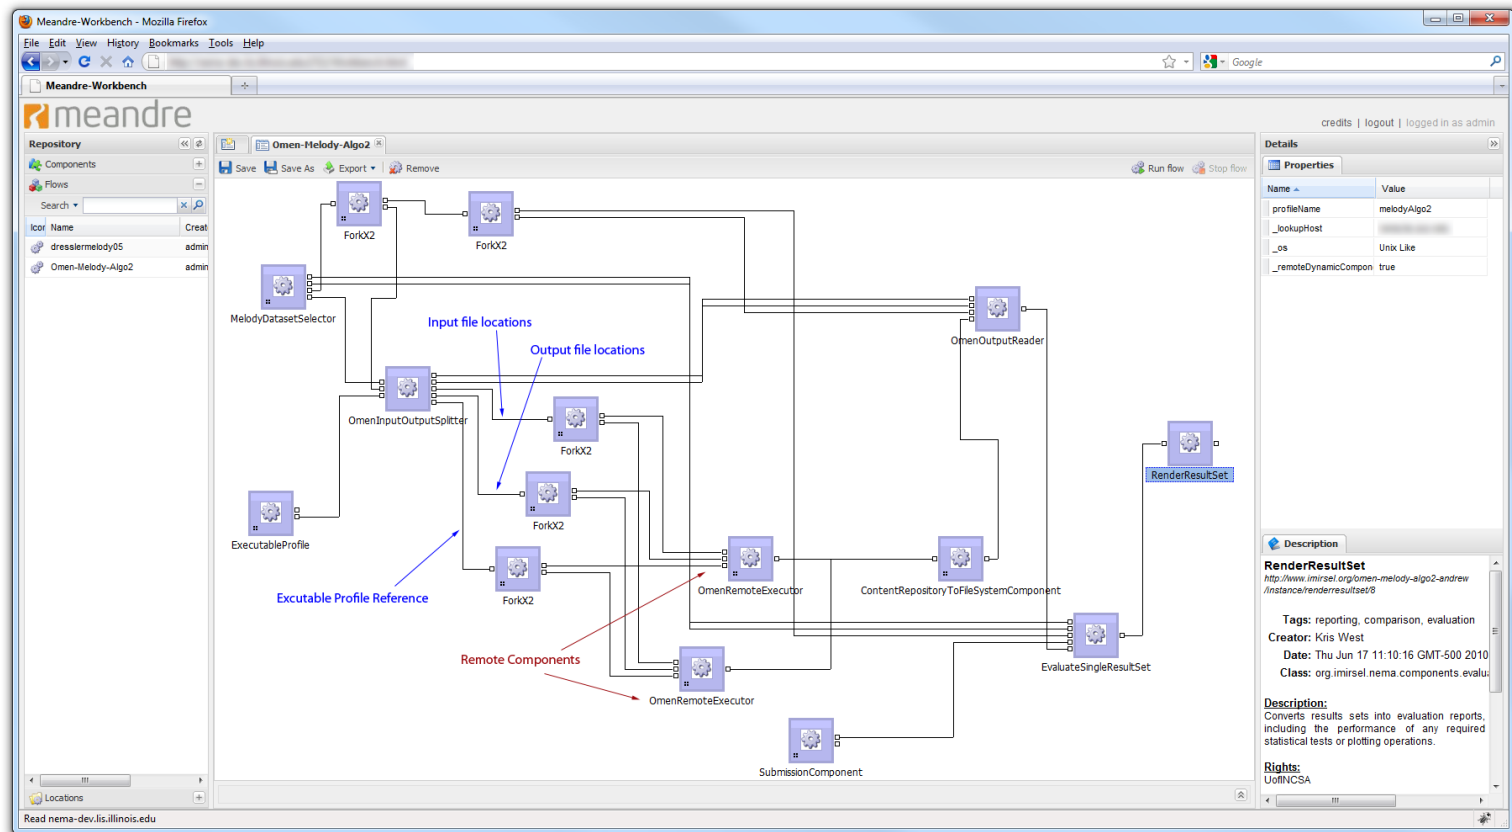 Meandre-Workbench - Mozilla Firefox
File Edit View History Bookmarks Tools Help
Google
Meandre-Workbench
meandre
credits | logout | logged in as admin
Repository
Components
Flows
Search
Icor Name Creat
dresslermelody05 admin
Omen-Melody-Algo2 admin
Locations
Omen-Melody-Algo2
Save Save As Export Remove
Run flow Stop flow
ForkX2
ForkX2
MelodyDatasetSelector
Input file locations
Output file locations
OmenOutputReader
OmenInputOutputSplitter
ForkX2
RenderResultSet
ForkX2
ExecutableProfile
Excutable Profile Reference
ForkX2
OmenRemoteExecutor
ContentRepositoryToFileSystemComponent
Remote Components
EvaluateSingleResultSet
OmenRemoteExecutor
SubmissionComponent
Details
Properties
Name Value
profileName melodyAlgo2
_lookupHost
_os Unix Like
_remoteDynamicCompon true
Description
RenderResultSet
http://www.imirsel.org/omen-melody-algo2-andrew
/instance/renderresultset/8
Tags: reporting, comparison, evaluation
Creator: Kris West
Date: Thu Jun 17 11:10:16 GMT-500 2010
Class: org.imirsel.nema.components.evalu
Description:
Converts results sets into evaluation reports,
including the performance of any required
statistical tests or plotting operations.
Rights:
UofINCSA
Read nema-dev.lis.illinois.edu